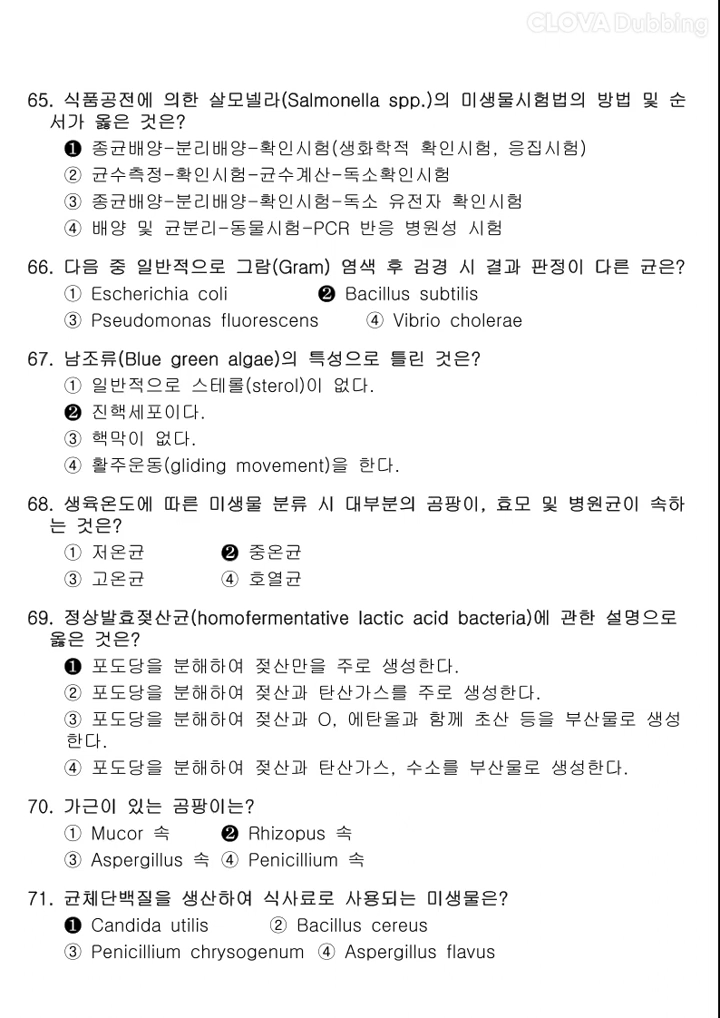 CLOVA Dubbing
65. 식품공전에 의한 살모넬라(Salmonella spp.)의 미생물시험법의 방법 및 순
서가 옳은 것은?
❶ 종균배양-분리배양-확인시험(생화학적 확인시험, 응집시험)
② 균수측정-확인시험-균수계산-독소확인시험
③ 종균배양-분리배양-확인시험-독소 유전자 확인시험
④ 배양 및 균분리-동물시험-PCR 반응 병원성 시험
66. 다음 중 일반적으로 그람(Gram) 염색 후 검경 시 결과 판정이 다른 균은?
① Escherichia coli ❷ Bacillus subtilis
③ Pseudomonas fluorescens ④ Vibrio cholerae
67. 남조류(Blue green algae)의 특성으로 틀린 것은?
① 일반적으로 스테롤(sterol)이 없다.
❷ 진핵세포이다.
③ 핵막이 없다.
④ 활주운동(gliding movement)을 한다.
68. 생육온도에 따른 미생물 분류 시 대부분의 곰팡이, 효모 및 병원균이 속하
는 것은?
① 저온균 ❷ 중온균
③ 고온균 ④ 호열균
69. 정상발효젖산균(homofermentative lactic acid bacteria)에 관한 설명으로
옳은 것은?
❶ 포도당을 분해하여 젖산만을 주로 생성한다.
② 포도당을 분해하여 젖산과 탄산가스를 주로 생성한다.
③ 포도당을 분해하여 젖산과 O, 에탄올과 함께 초산 등을 부산물로 생성
한다.
④ 포도당을 분해하여 젖산과 탄산가스, 수소를 부산물로 생성한다.
70. 가근이 있는 곰팡이는?
① Mucor 속 ❷ Rhizopus 속
③ Aspergillus 속 ④ Penicillium 속
71. 균체단백질을 생산하여 식사료로 사용되는 미생물은?
❶ Candida utilis ② Bacillus cereus
③ Penicillium chrysogenum ④ Aspergillus flavus